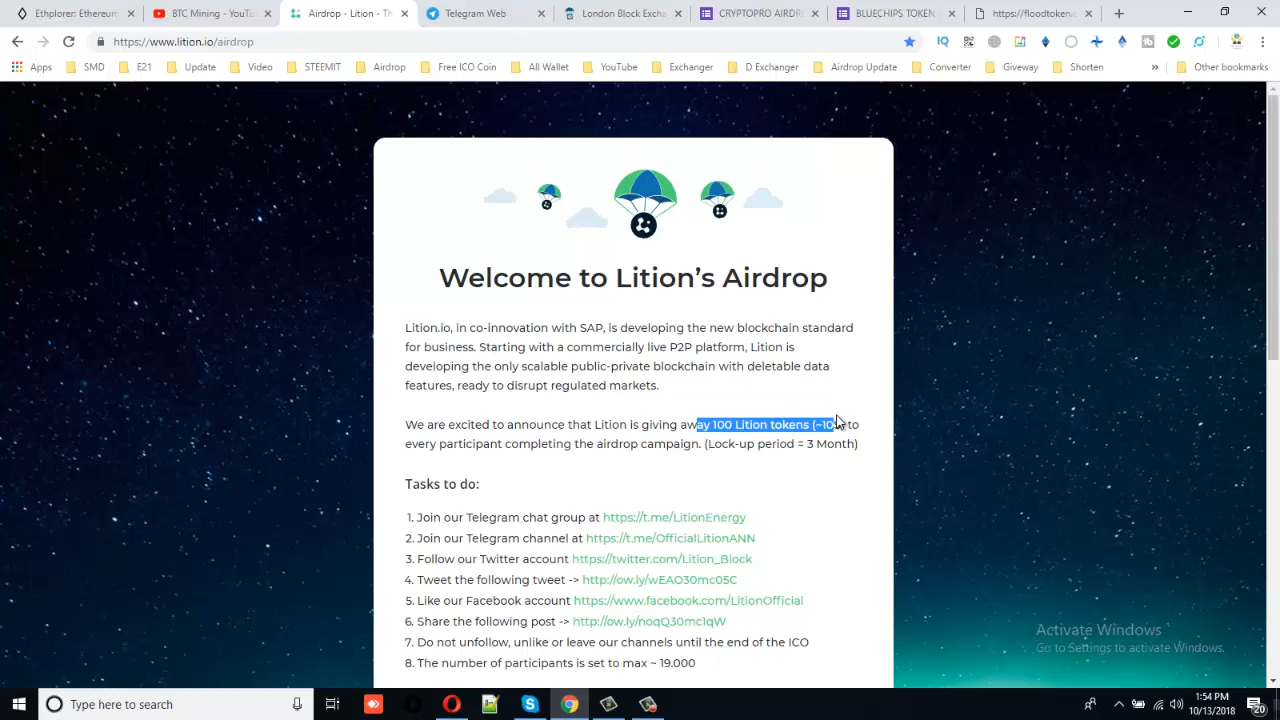 Ethplorer - Ethereum
BTC Mining - YouTu
Airdrop - Lition - Th
Telegram Web
London Block Excha
CRYPTOPRO AIRDR
BLUECHIPS TOKEN
https://floodtoken.c
https://www.lition.io/airdrop
Apps SMD E21 Update Video STEEMIT Airdrop Free ICO Coin All Wallet YouTube Exchanger D Exchanger Airdrop Update Converter Giveway Shorten » Other bookmarks
Welcome to Lition's Airdrop
Lition.io, in co-innovation with SAP, is developing the new blockchain standard
for business. Starting with a commercially live P2P platform, Lition is
developing the only scalable public-private blockchain with deletable data
features, ready to disrupt regulated markets.
We are excited to announce that Lition is giving away 100 Lition tokens (~10 to
every participant completing the airdrop campaign. (Lock-up period = 3 Month)
Tasks to do:
1. Join our Telegram chat group at https://t.me/LitionEnergy
2. Join our Telegram channel at https://t.me/OfficialLitionANN
3. Follow our Twitter account https://twitter.com/Lition_Block
4. Tweet the following tweet -> http://ow.ly/wEAO30mc05C
5. Like our Facebook account https://www.facebook.com/LitionOfficial
6. Share the following post -> http://ow.ly/noqQ30mc1qW
7. Do not unfollow, unlike or leave our channels until the end of the ICO
8. The number of participants is set to max ~ 19.000
Activate Windows
Go to Settings to activate Windows.
Type here to search
1:54 PM
10/13/2018
20